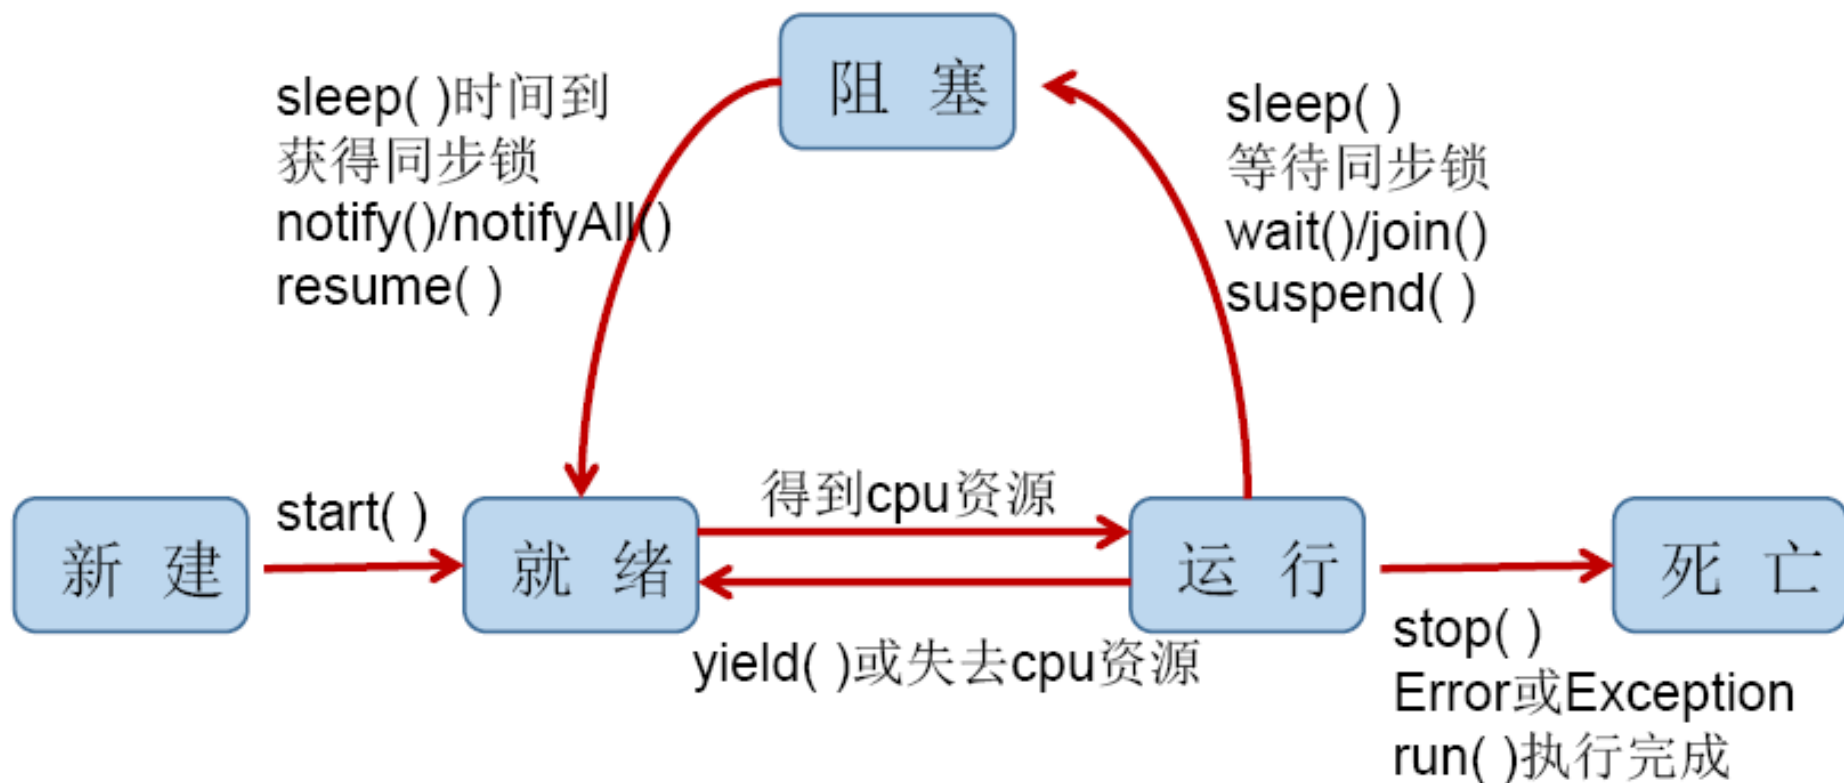 阻 塞
sleep( )时间到
获得同步锁
notify()/notifyAll()
resume( )
sleep( )
等待同步锁
wait()/join()
suspend( )
新 建
start( )
就 绪
得到cpu资源
yield( )或失去cpu资源
运 行
死 亡
stop( )
Error或Exception
run( )执行完成